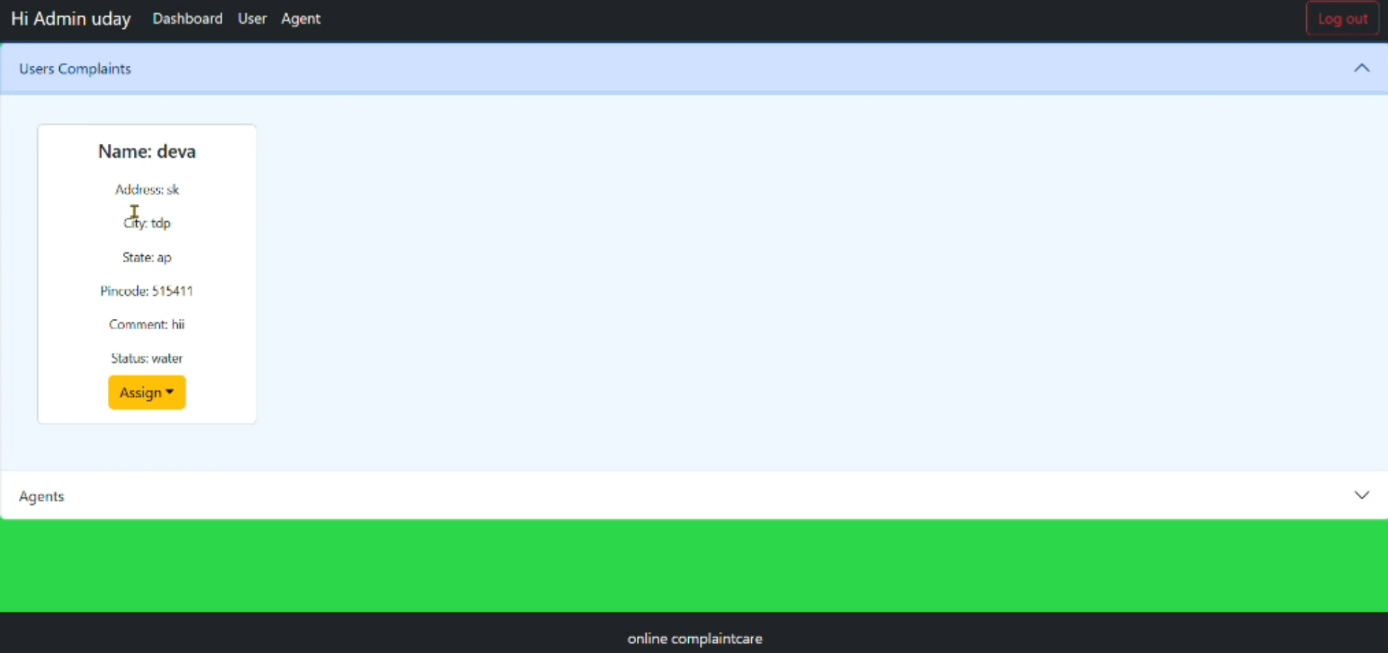 Hi Admin uday Dashboard User Agent Log out
Users Complaints
Name: deva
Address: sk
City: tdp
State: ap
Pincode: 515411
Comment: hii
Status: water
Assign
Agents
online complaintcare